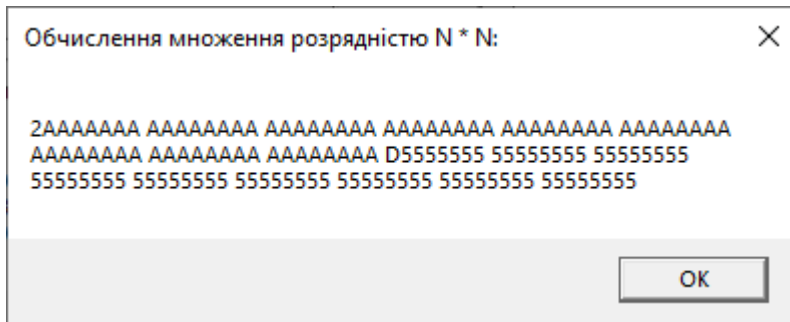 Обчислення множення розрядністю N * N:
2AAAAAAA AAAAAAAA AAAAAAAA AAAAAAAA AAAAAAAA AAAAAAAA
AAAAAAAA AAAAAAAA AAAAAAAA D5555555 55555555 55555555
55555555 55555555 55555555 55555555 55555555 55555555
OK